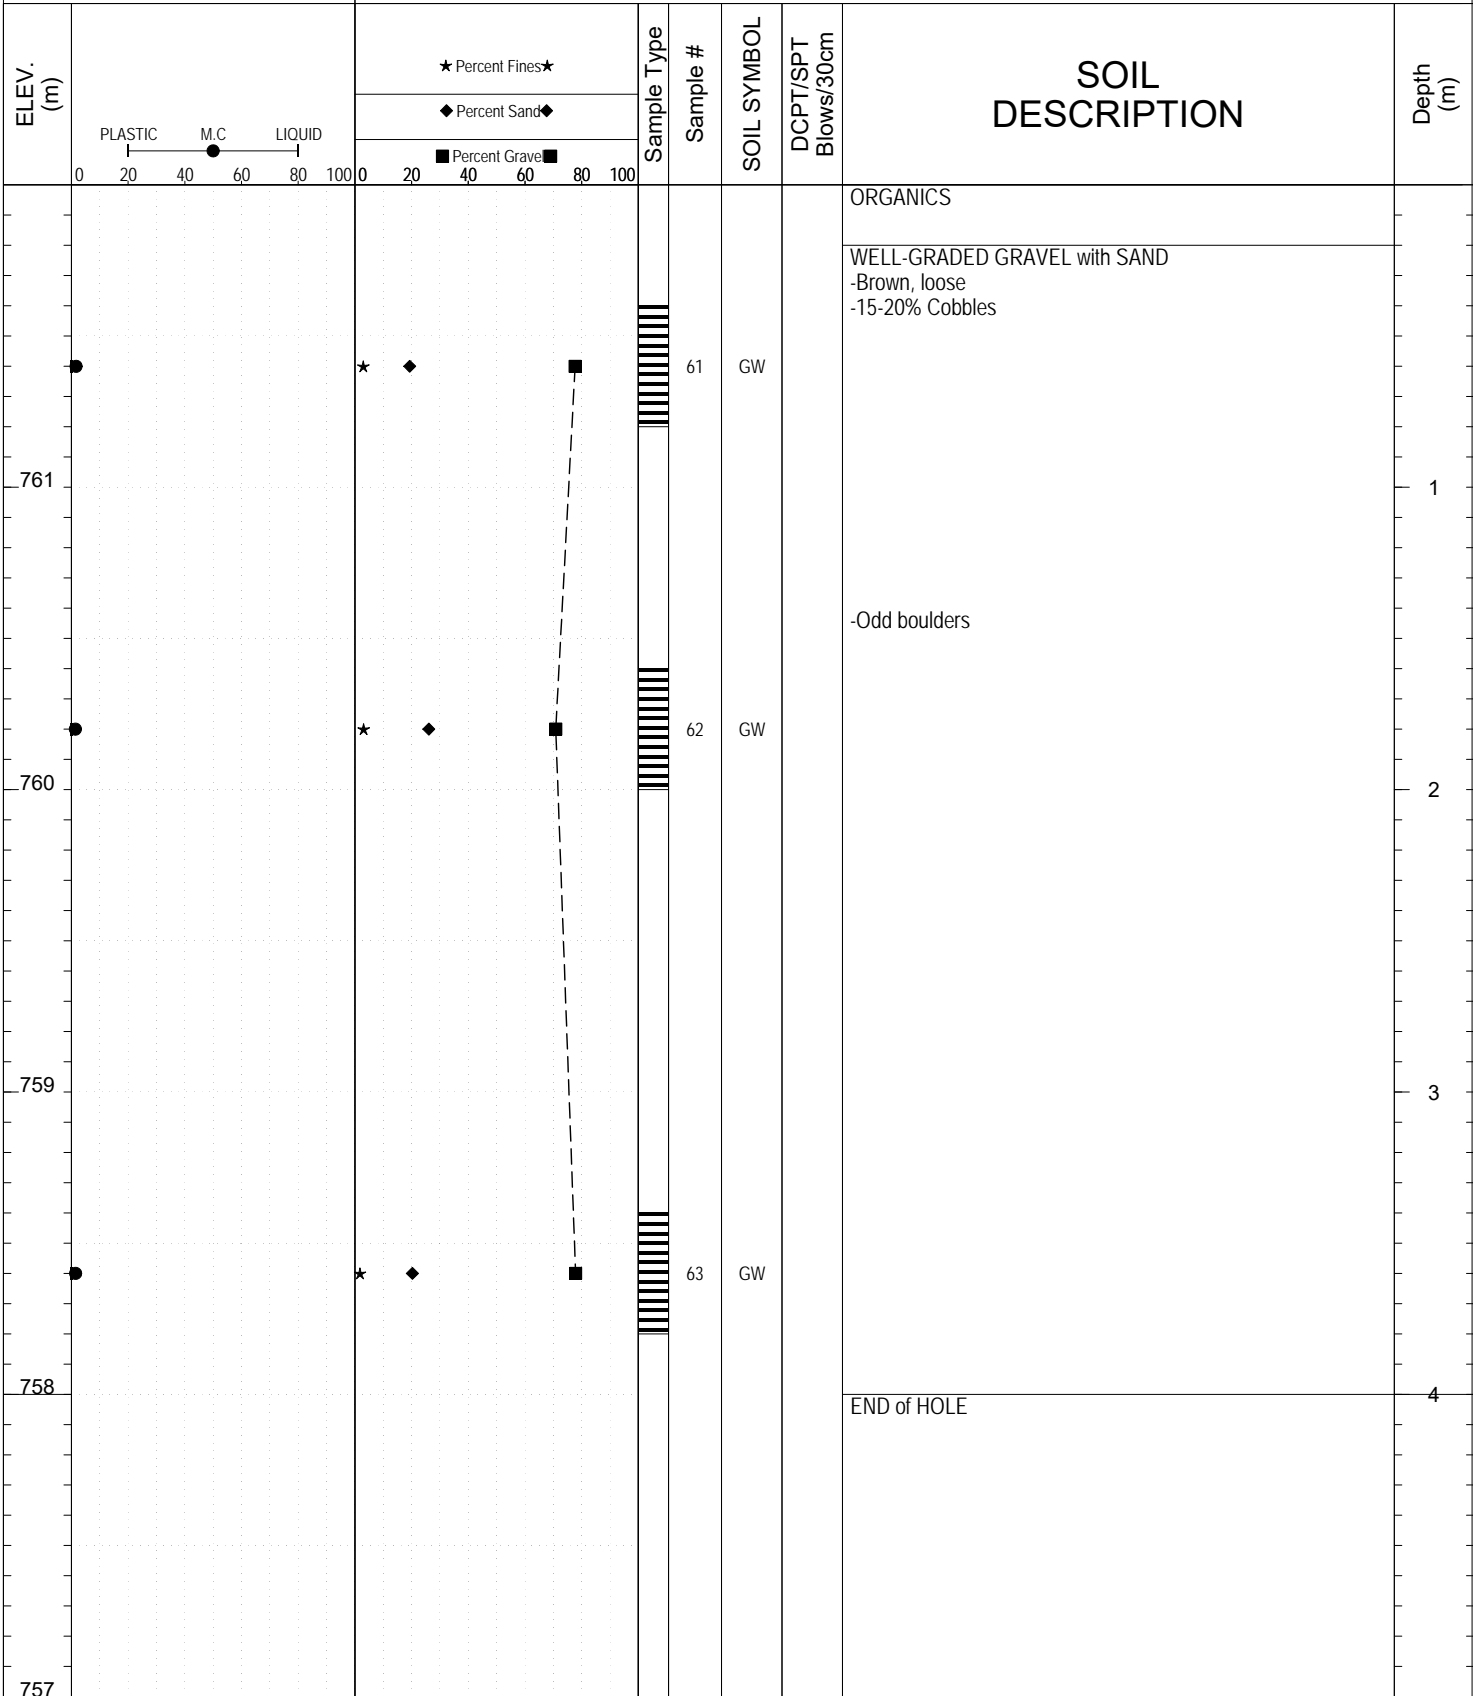 ELEV.
(m)
PLASTIC M.C LIQUID
0 20 40 60 80 100
★ Percent Fines ★
◆ Percent Sand ◆
■ Percent Gravel ■
0 20 40 60 80 100
Sample Type
Sample #
SOIL SYMBOL
DCPT/SPT
Blows/30cm
SOIL
DESCRIPTION
Depth
(m)
ORGANICS
WELL-GRADED GRAVEL with SAND
-Brown, loose
-15-20% Cobbles
61 GW
761 1
-Odd boulders
62 GW
760 2
759 3
63 GW
758 4
END of HOLE
757